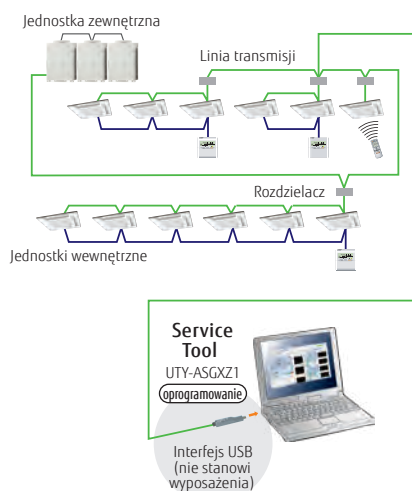 Jednostka zewnętrzna
Linia transmisji
Rozdzielacz
Jednostki wewnętrzne
Service
Tool
UTY-ASGXZ1
oprogramowanie
Interfejs USB
(nie stanowi
wyposażenia)